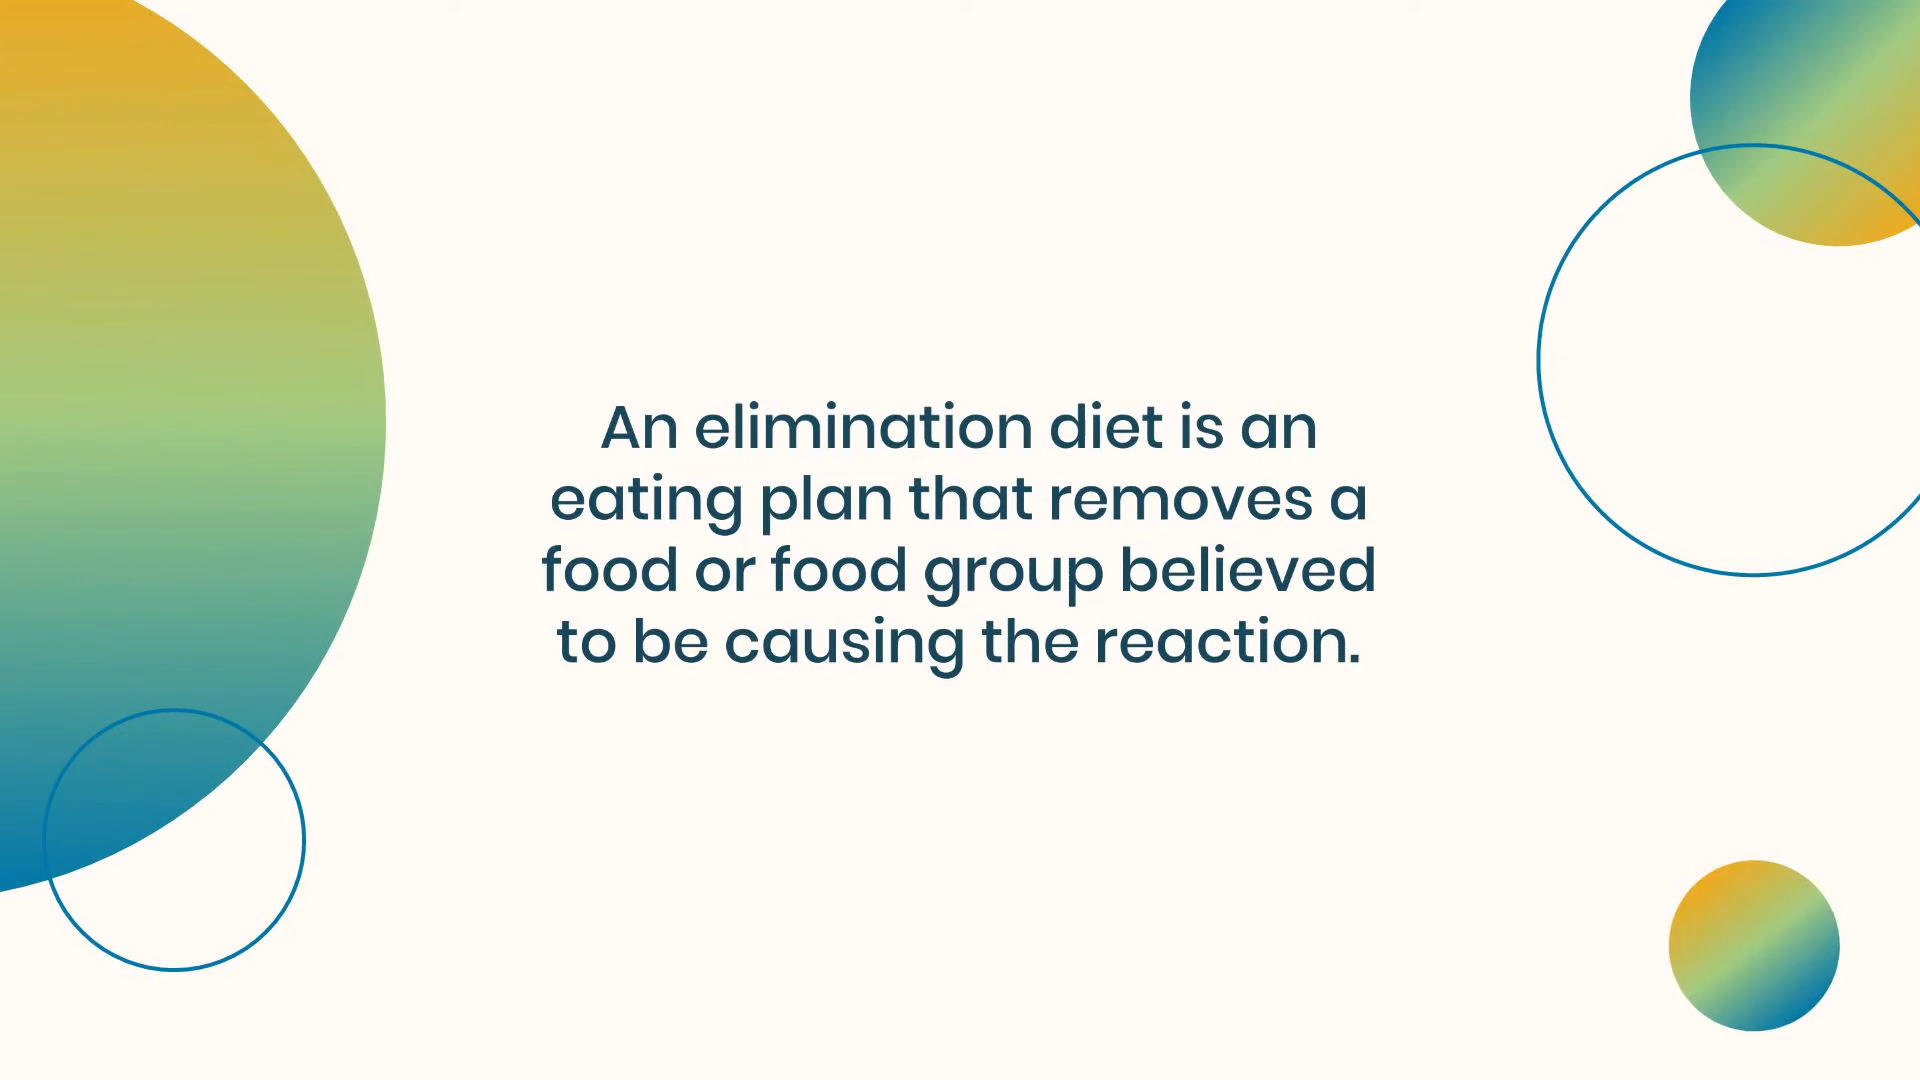 An elimination diet is an
eating plan that removes a
food or food group believed
to be causing the reaction.